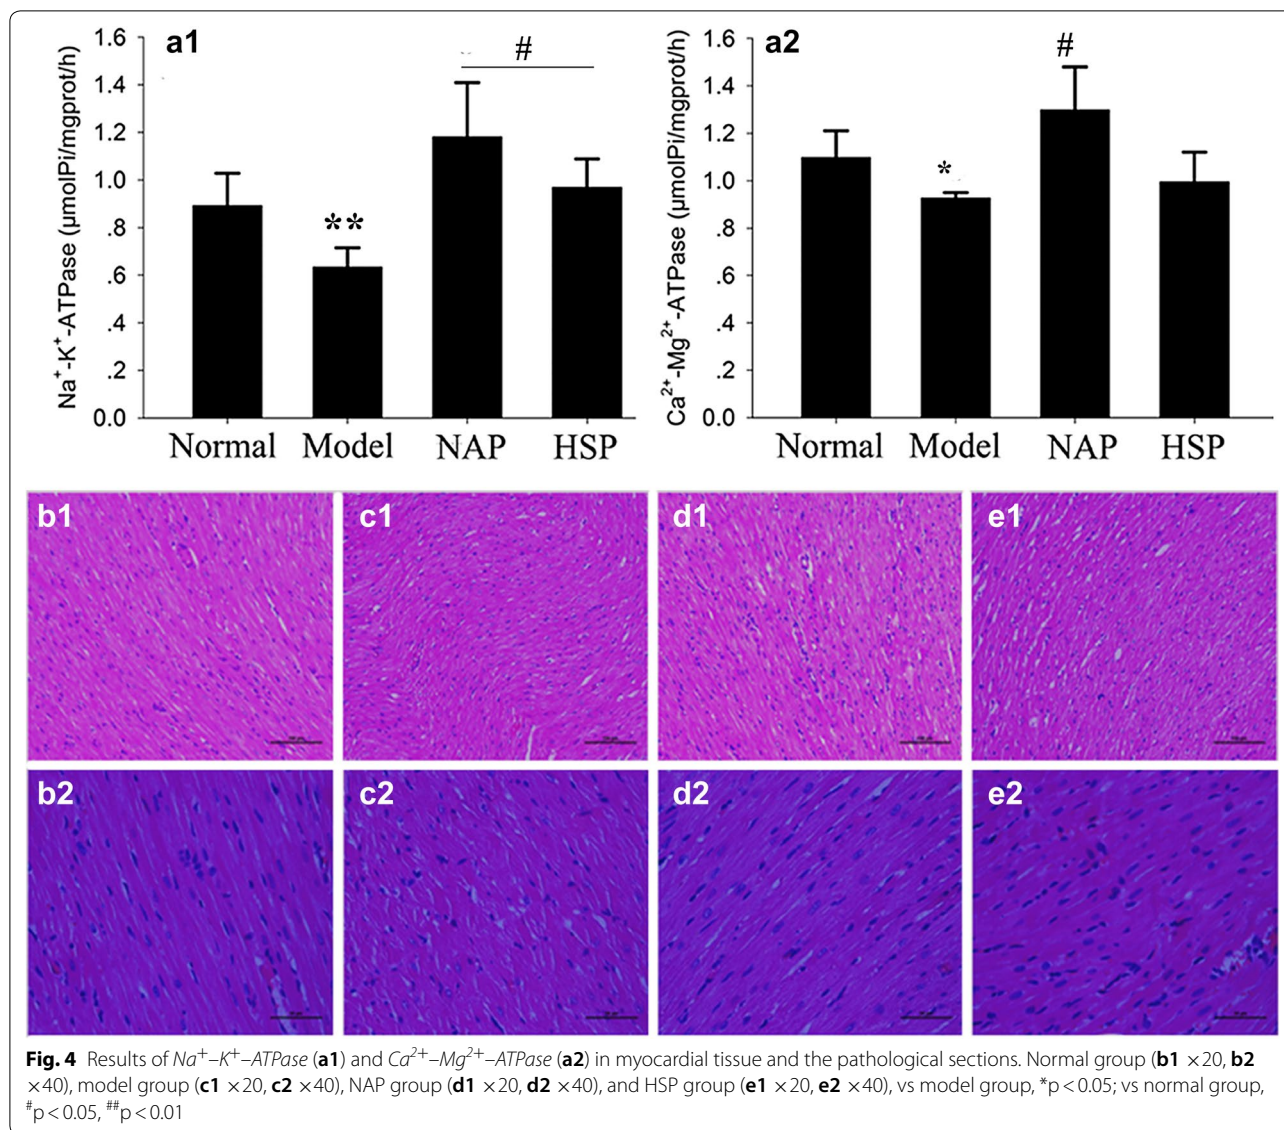 a1
Na⁺-K⁺-ATPase (μmolPi/mgprot/h)
1.6
1.4
1.2
1.0
.8
.6
.4
.2
0.0
**
#
Normal Model NAP HSP
a2
Ca²⁺-Mg²⁺-ATPase (μmolPi/mgprot/h)
1.6
1.4
1.2
1.0
.8
.6
.4
.2
0.0
*
#
Normal Model NAP HSP
b1 c1 d1 e1
b2 c2 d2 e2
Fig. 4 Results of Na⁺–K⁺–ATPase (a1) and Ca²⁺–Mg²⁺–ATPase (a2) in myocardial tissue and the pathological sections. Normal group (b1 ×20, b2
×40), model group (c1 ×20, c2 ×40), NAP group (d1 ×20, d2 ×40), and HSP group (e1 ×20, e2 ×40), vs model group, *p < 0.05; vs normal group,
#p < 0.05, ##p < 0.01